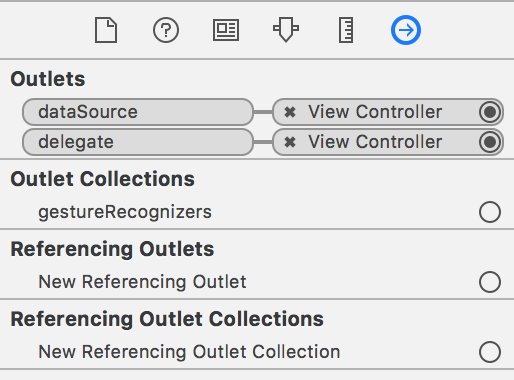 Outlets
dataSource ✖ View Controller
delegate ✖ View Controller
Outlet Collections
gestureRecognizers
Referencing Outlets
New Referencing Outlet
Referencing Outlet Collections
New Referencing Outlet Collection